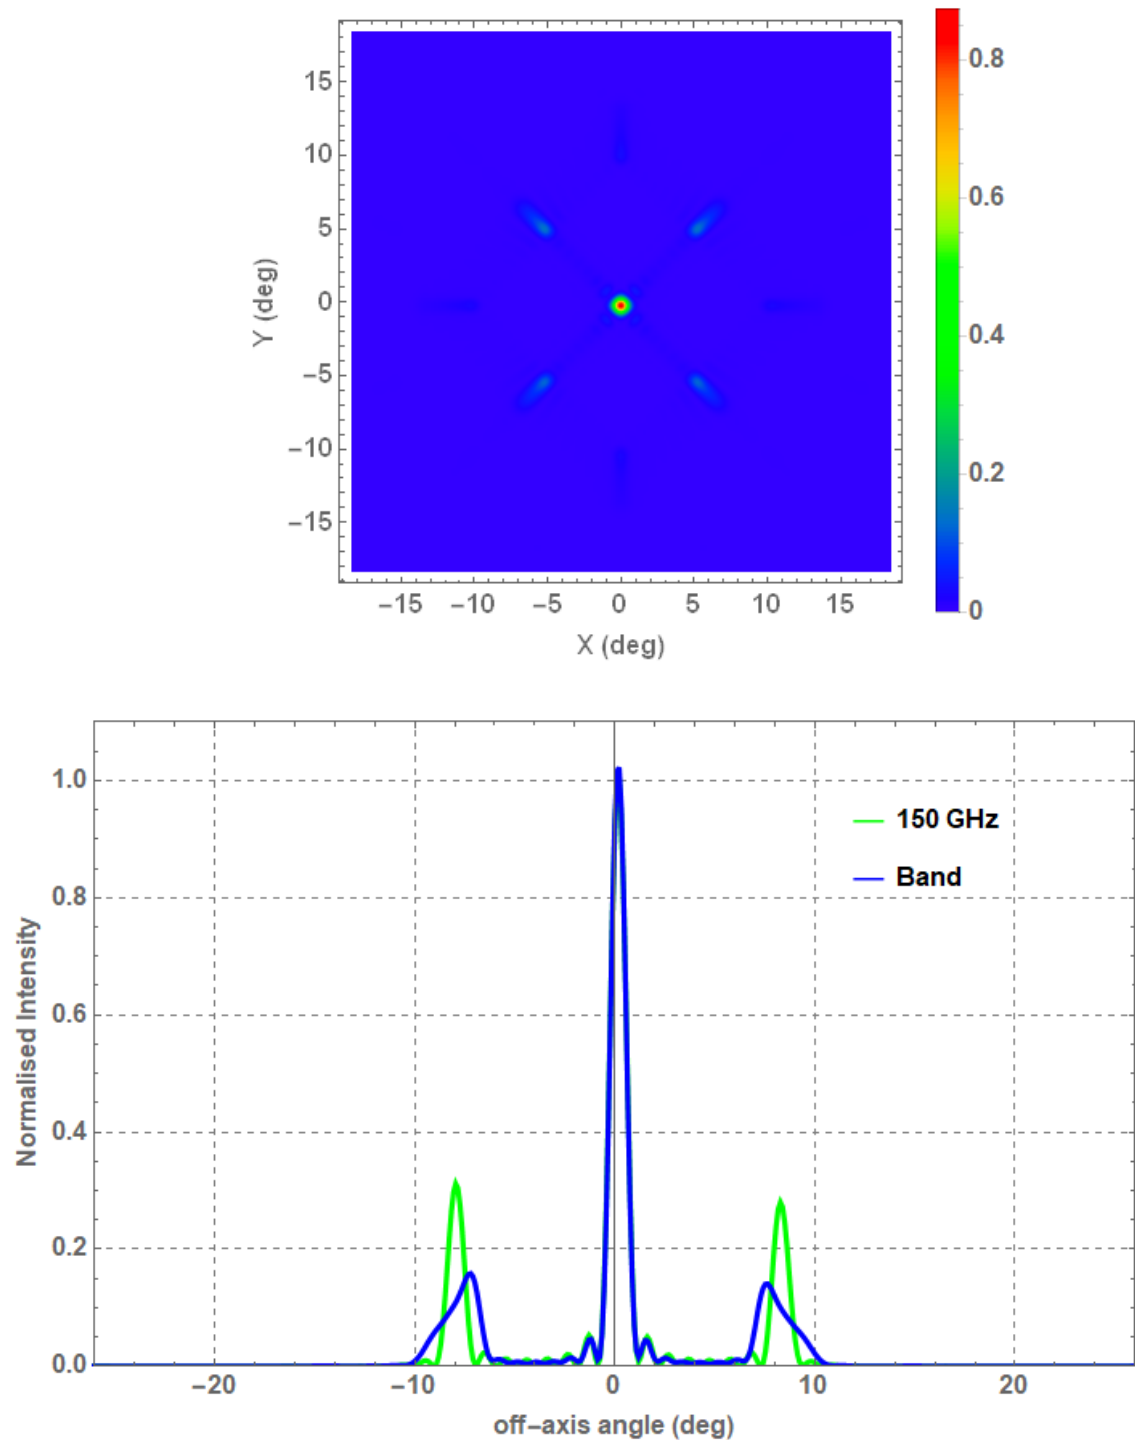 15
10
5
0
−5
−10
−15
Y (deg)
−15 −10 −5 0 5 10 15
X (deg)
0.8
0.6
0.4
0.2
0
1.0
0.8
0.6
0.4
0.2
0.0
Normalised Intensity
150 GHz
Band
−20 −10 0 10 20
off−axis angle (deg)